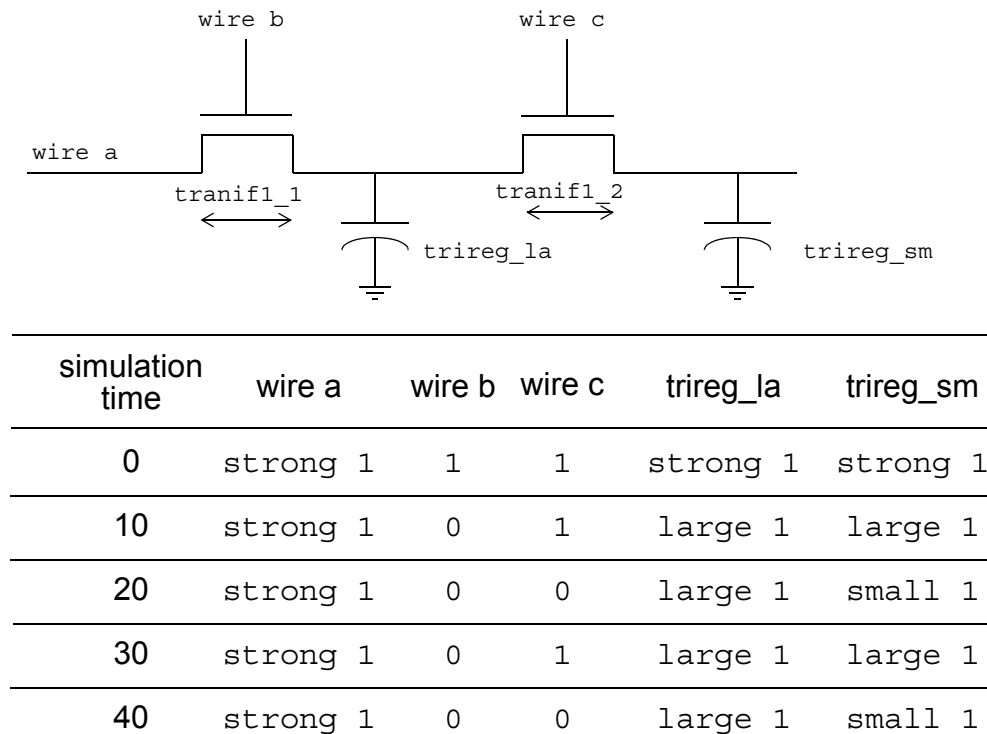 wire b wire c
wire a
tranif1_1 tranif1_2
trireg_la trireg_sm
simulation time wire a wire b wire c trireg_la trireg_sm
0 strong 1 1 1 strong 1 strong 1
10 strong 1 0 1 large 1 large 1
20 strong 1 0 0 large 1 small 1
30 strong 1 0 1 large 1 large 1
40 strong 1 0 0 large 1 small 1